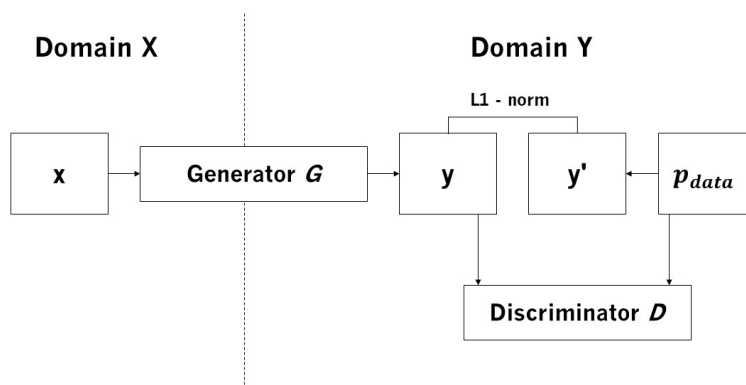 Domain X
Domain Y
L1 - norm
x
Generator G
y
y'
p_data
Discriminator D